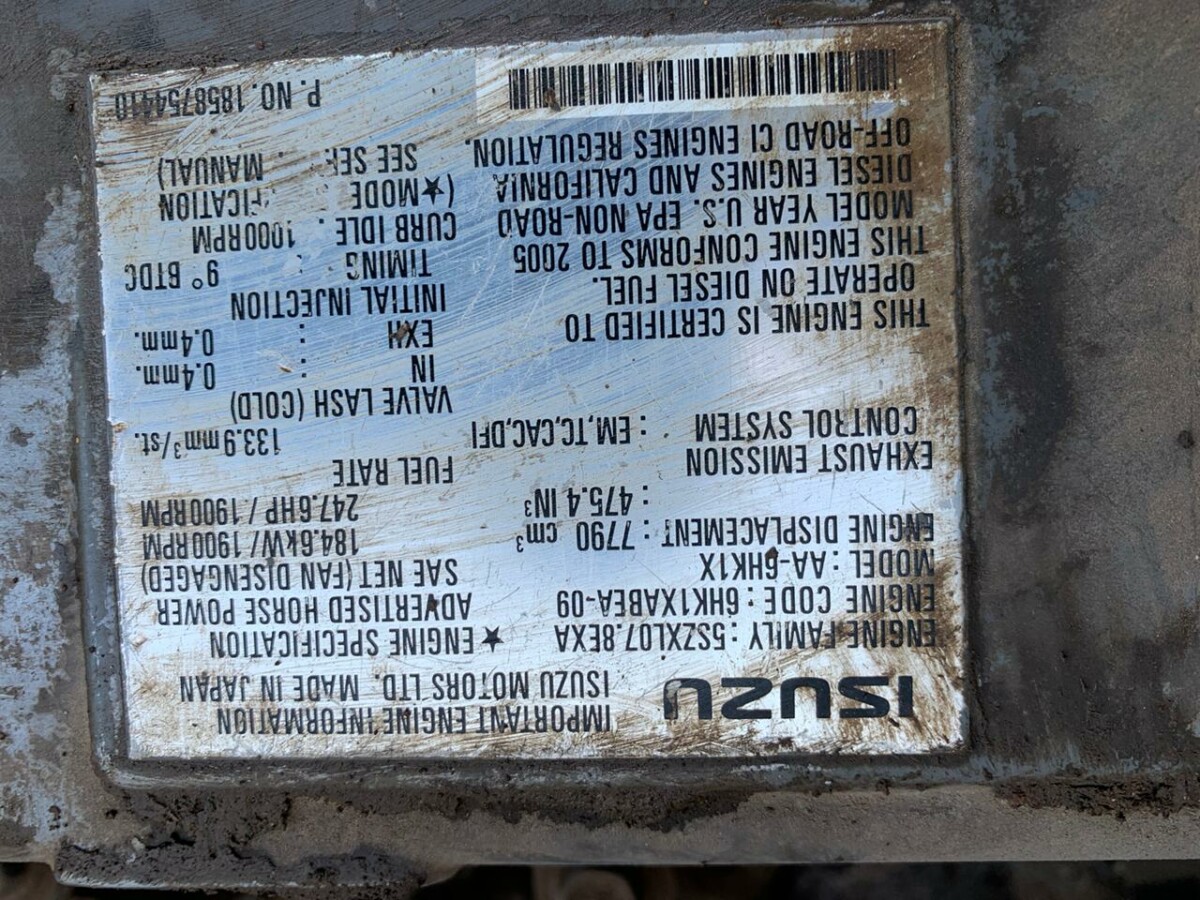 ISUZU
IMPORTANT ENGINE INFORMATION
ISUZU MOTORS LTD. MADE IN JAPAN
ENGINE FAMILY : 5SZXL07.8EXA
ENGINE CODE : 6HK1XABEA-09
MODEL : AA-6HK1X
ENGINE DISPLACEMENT : 7790 cm³
: 475.4 IN³
EXHAUST EMISSION
CONTROL SYSTEM : EM,TC,CAC,DFI
THIS ENGINE IS CERTIFIED TO
OPERATE ON DIESEL FUEL.
THIS ENGINE CONFORMS TO 2005
MODEL YEAR U.S. EPA NON-ROAD
DIESEL ENGINES AND CALIFORNIA
OFF-ROAD CI ENGINES REGULATION.
★ ENGINE SPECIFICATION
ADVERTISED HORSE POWER
SAE NET (FAN DISENGAGED)
184.6kW / 1900RPM
247.6HP / 1900RPM
FUEL RATE
133.9mm³/st.
VALVE LASH (COLD)
IN : 0.4mm.
EXH : 0.4mm.
INITIAL INJECTION
TIMING : 9° BTDC
CURB IDLE : 1000RPM
(★MODE
SEE
MANUAL)
P. NO. 1858754410